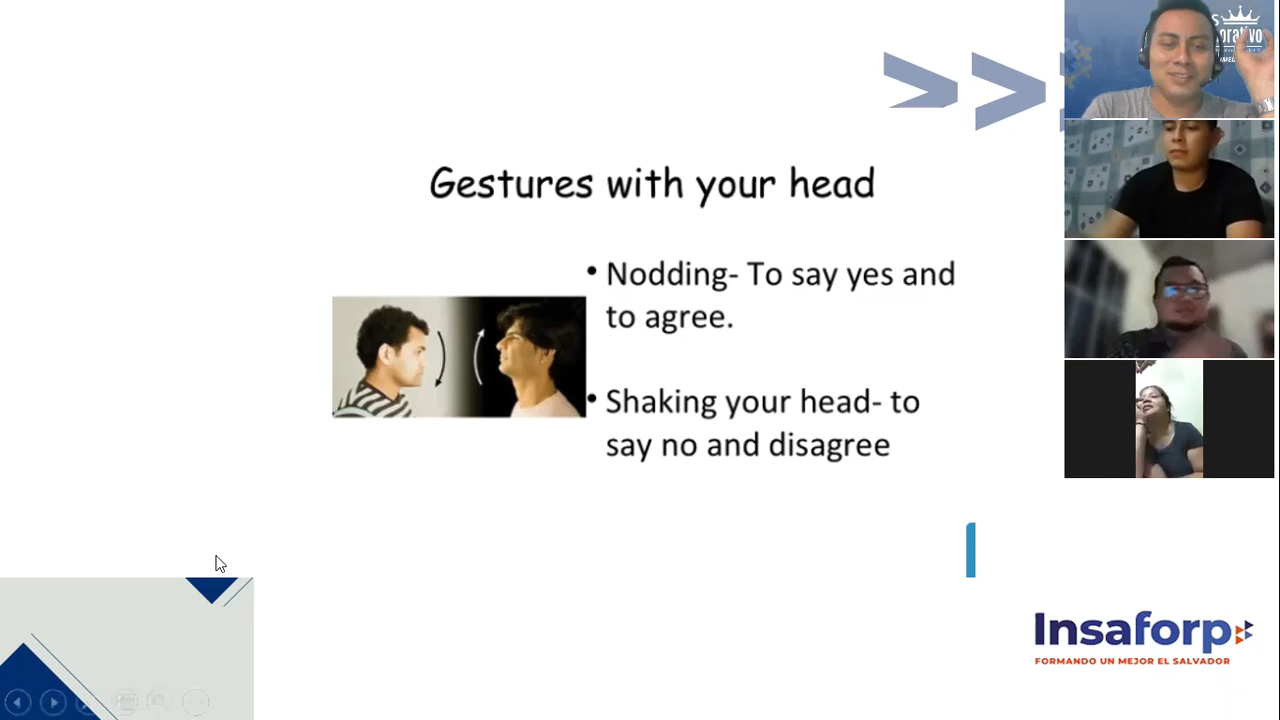 Gestures with your head
• Nodding- To say yes and
to agree.
• Shaking your head- to
say no and disagree
Insaforp
FORMANDO UN MEJOR EL SALVADOR